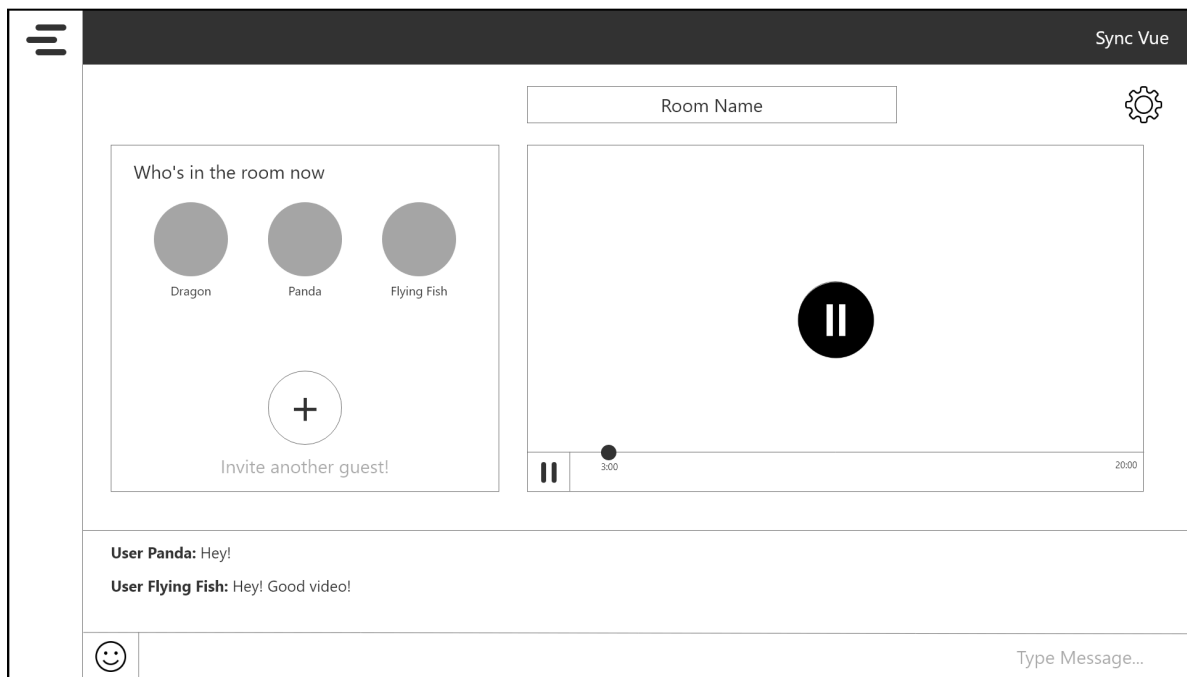 Sync Vue
Room Name
Who's in the room now
Dragon
Panda
Flying Fish
Invite another guest!
3:00
20:00
User Panda: Hey!
User Flying Fish: Hey! Good video!
Type Message...